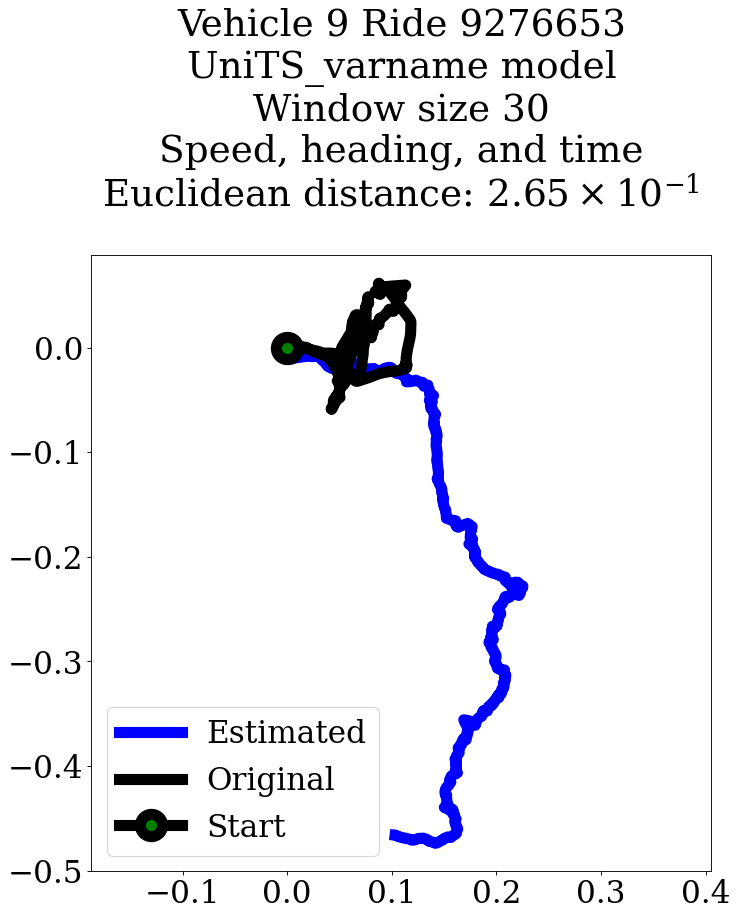 Vehicle 9 Ride 9276653
UniTS_varname model
Window size 30
Speed, heading, and time
Euclidean distance: 2.65 × 10⁻¹
0.0
−0.1
−0.2
−0.3
−0.4
−0.5
Estimated
Original
Start
−0.1 0.0 0.1 0.2 0.3 0.4